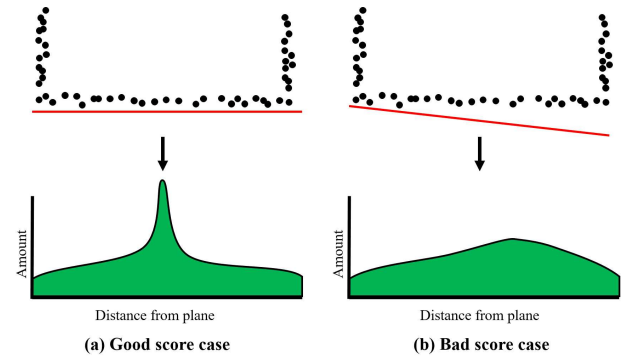 Amount
Distance from plane
(a) Good score case
Amount
Distance from plane
(b) Bad score case